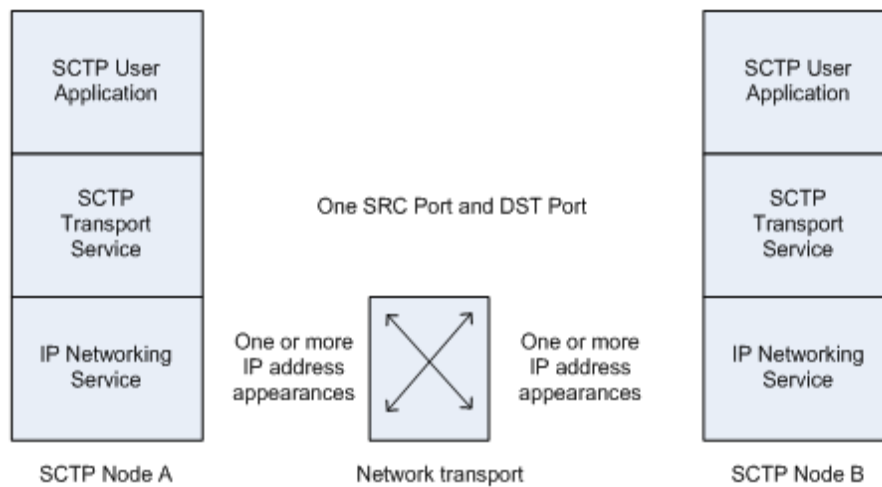 SCTP User
Application
SCTP
Transport
Service
IP Networking
Service
SCTP Node A
One SRC Port and DST Port
One or more
IP address
appearances
Network transport
One or more
IP address
appearances
SCTP User
Application
SCTP
Transport
Service
IP Networking
Service
SCTP Node B